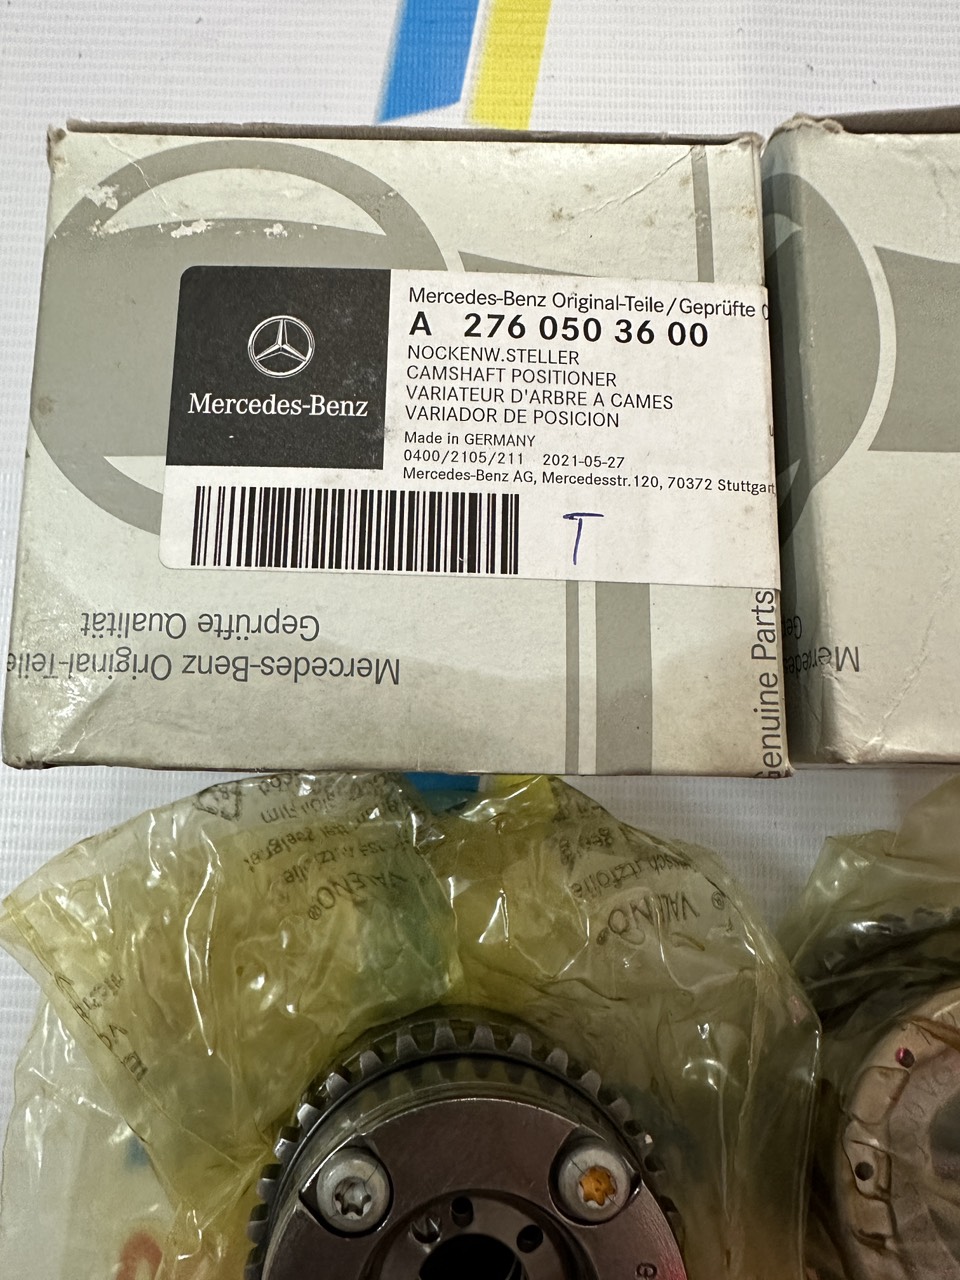 Mercedes-Benz Original-Teile/Geprüfte
A 276 050 36 00
NOCKENW.STELLER
CAMSHAFT POSITIONER
VARIATEUR D'ARBRE A CAMES
VARIADOR DE POSICION
Made in GERMANY
0400/2105/211 2021-05-27
Mercedes-Benz AG, Mercedesstr.120, 70372 Stuttgart
Mercedes-Benz
T
Mercedes-Benz Original-Teile
Geprüfte Qualität
Genuine Parts
VALENO®
VALENO®